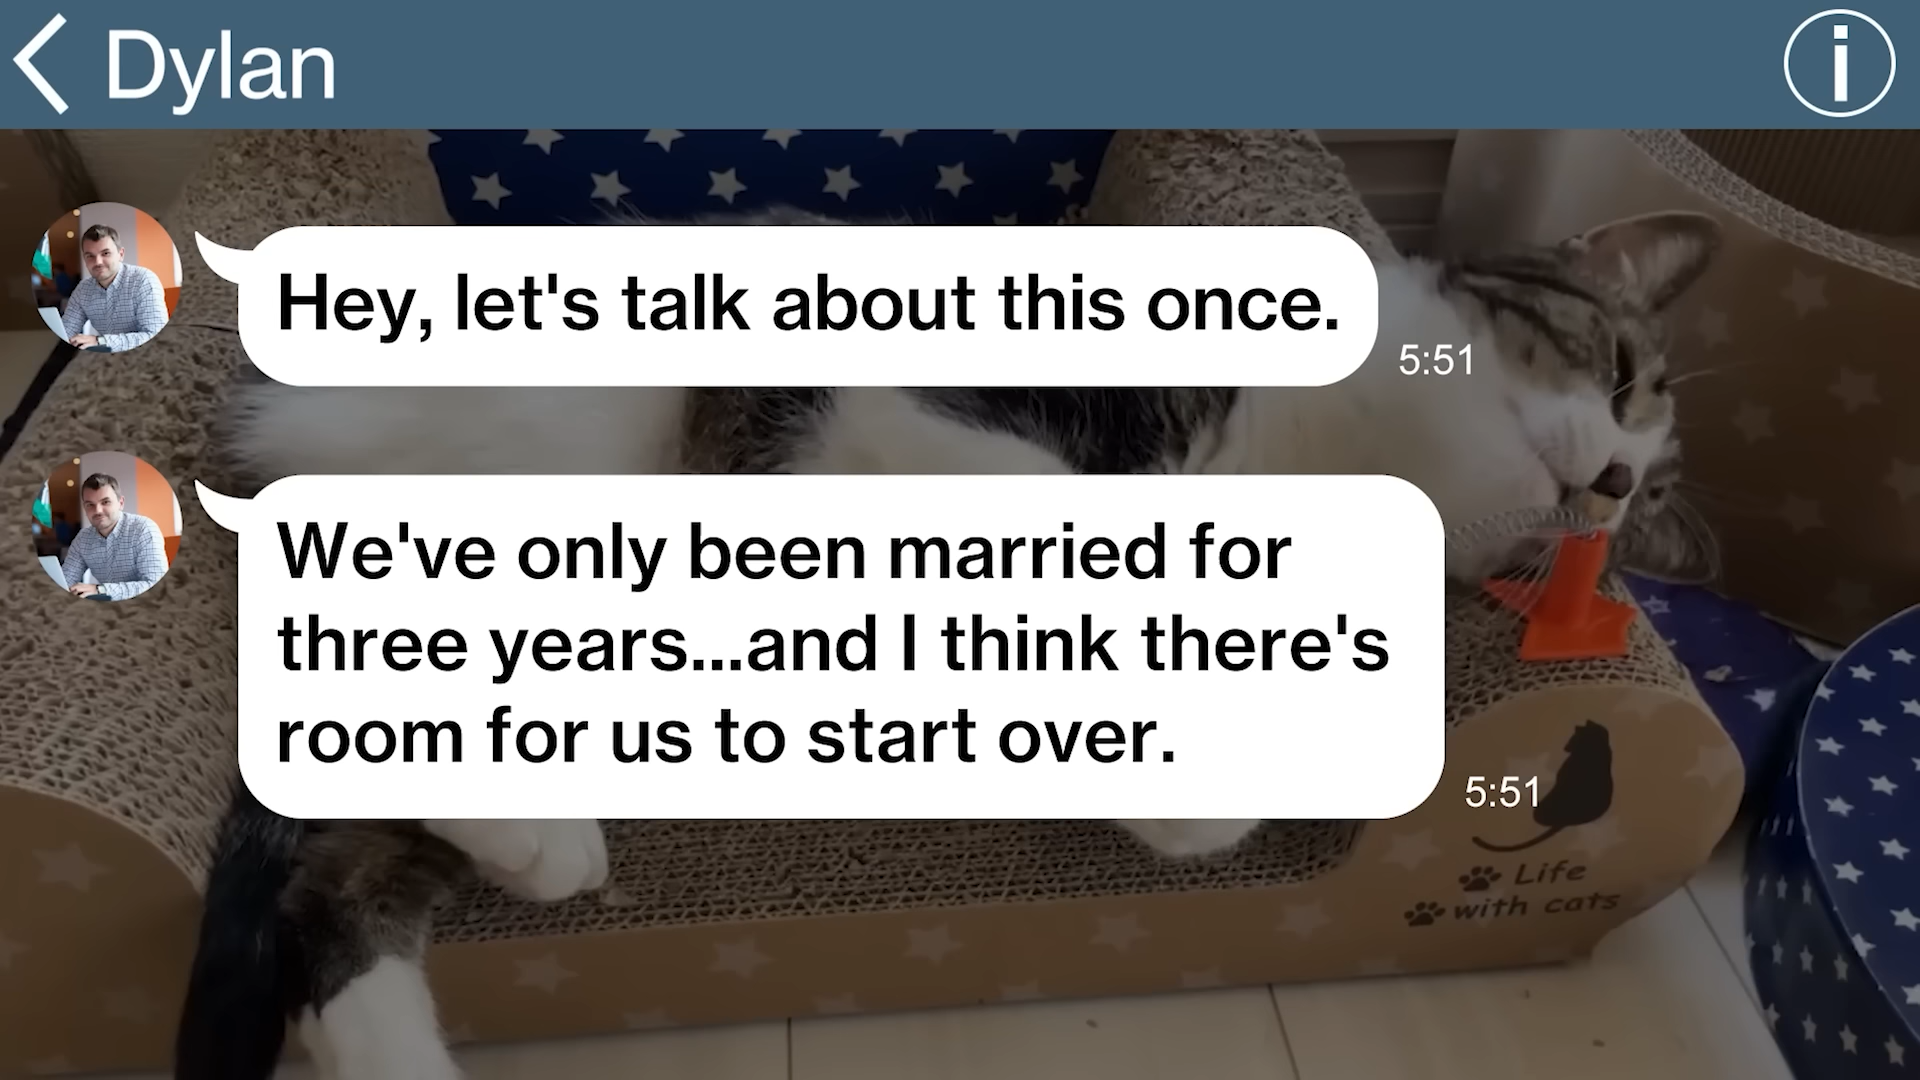 Dylan
Hey, let's talk about this once.
5:51
We've only been married for
three years...and I think there's
room for us to start over.
5:51
Life
with cats